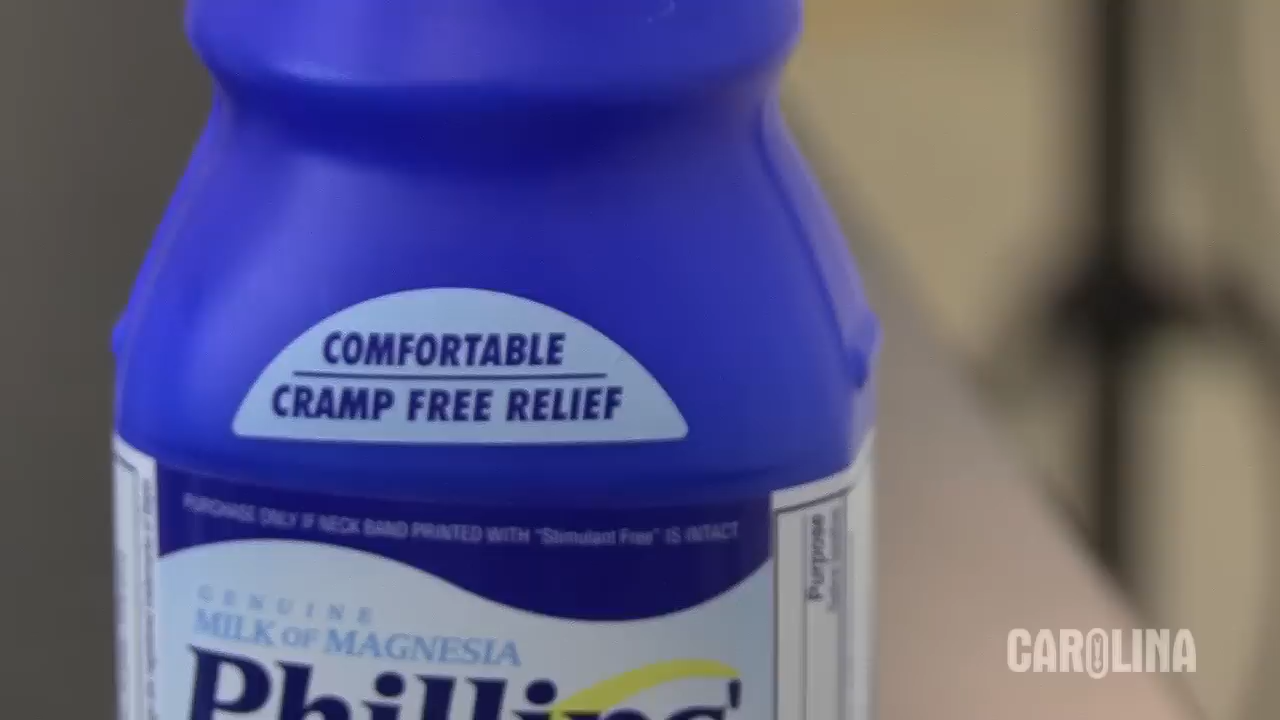 COMFORTABLE
CRAMP FREE RELIEF
PURCHASE ONLY IF NECK BAND PRINTED WITH "Stimulant Free" IS INTACT.
GENUINE
MILK OF MAGNESIA
Phillips'
Purpose
CAROLINA